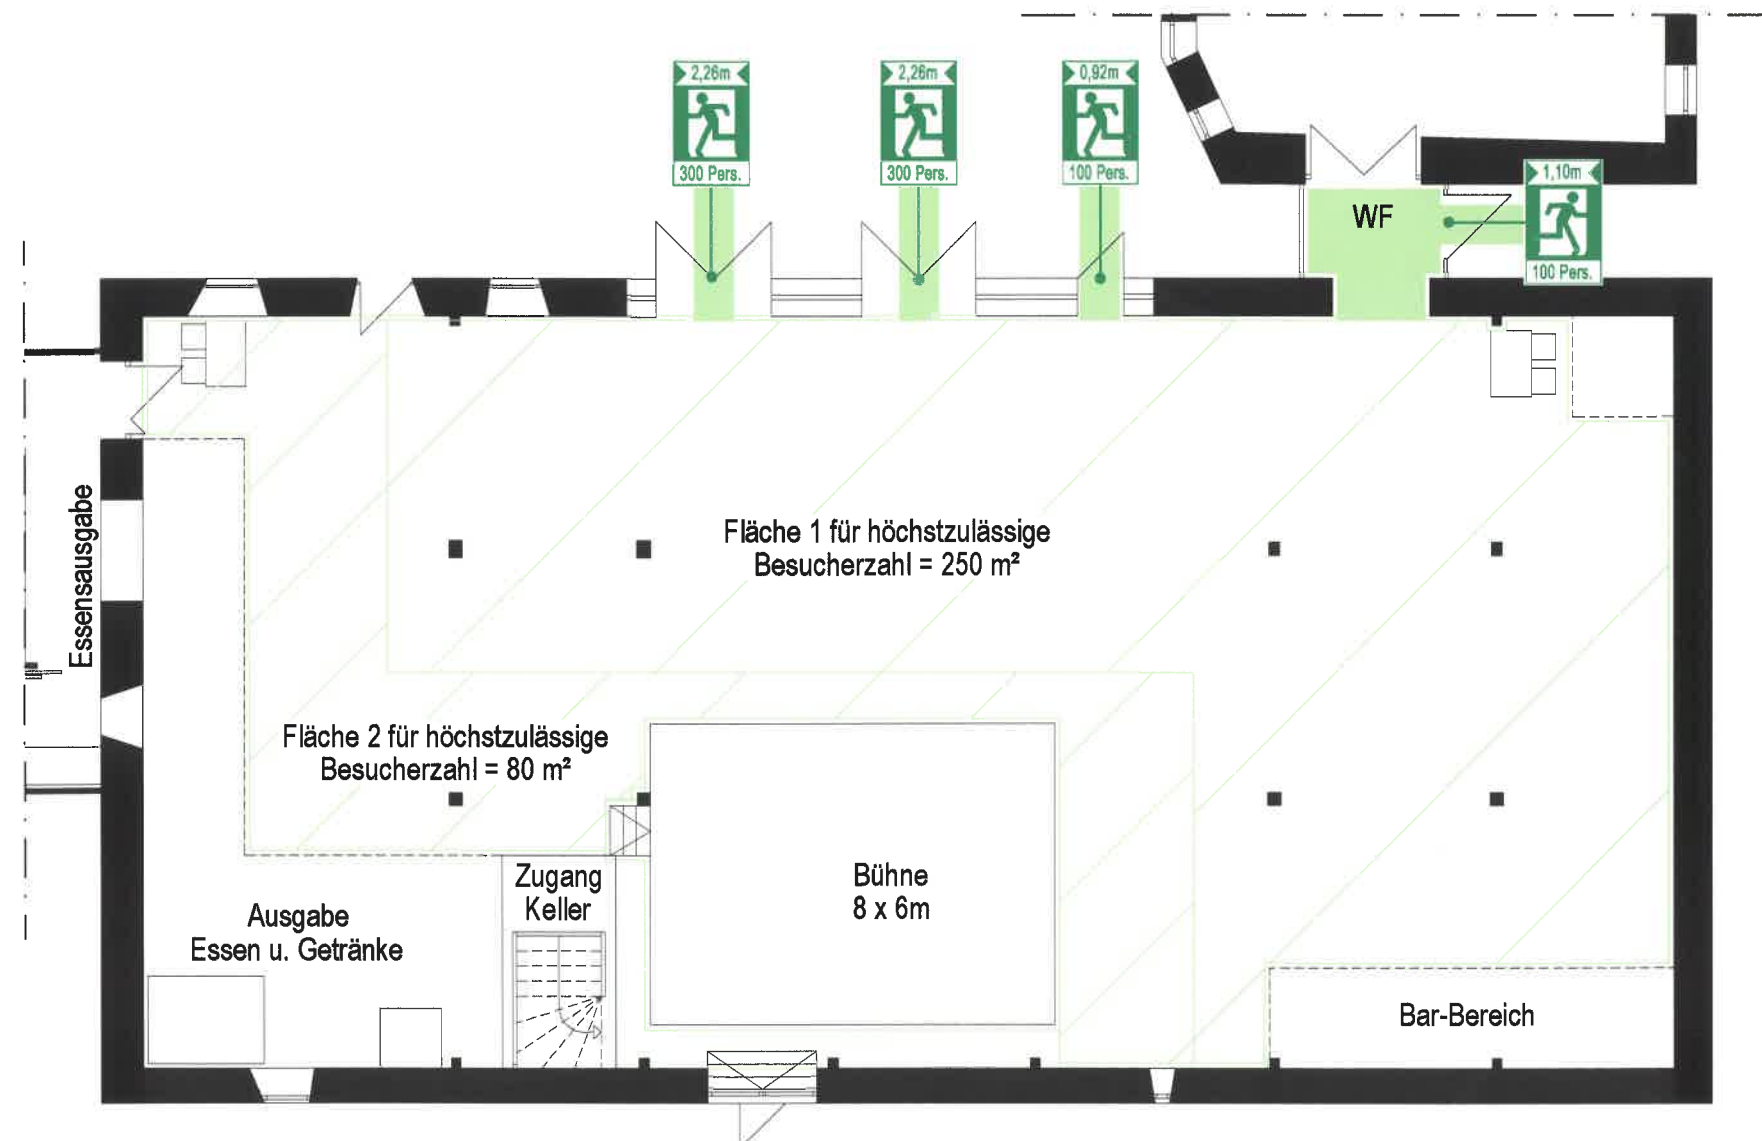 2,26m
300 Pers.
2,26m
300 Pers.
0,92m
100 Pers.
1,10m
100 Pers.
WF
Essensausgabe
Fläche 1 für höchstzulässige
Besucherzahl = 250 m²
Fläche 2 für höchstzulässige
Besucherzahl = 80 m²
Zugang
Keller
Bühne
8 x 6m
Ausgabe
Essen u. Getränke
Bar-Bereich